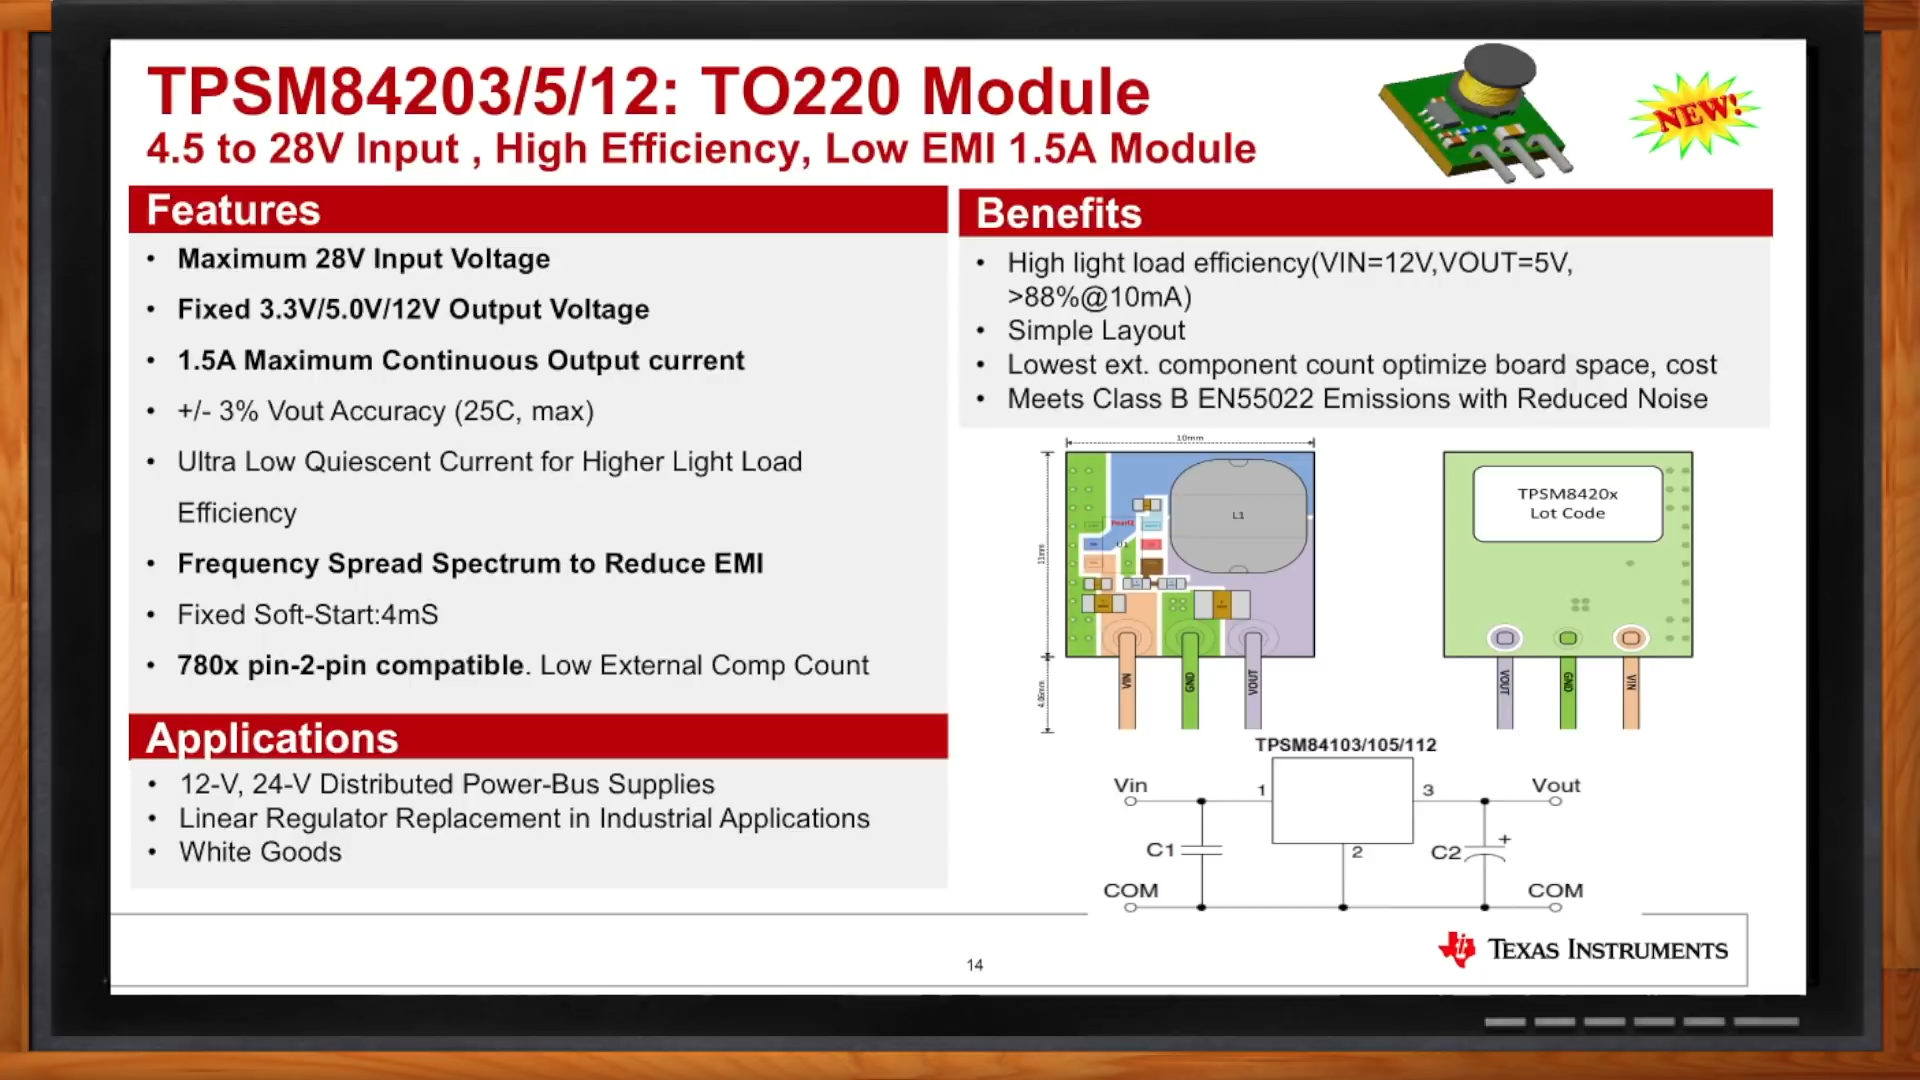 TPSM84203/5/12: TO220 Module
4.5 to 28V Input , High Efficiency, Low EMI 1.5A Module
NEW!
Features
• Maximum 28V Input Voltage
• Fixed 3.3V/5.0V/12V Output Voltage
• 1.5A Maximum Continuous Output current
• +/- 3% Vout Accuracy (25C, max)
• Ultra Low Quiescent Current for Higher Light Load
Efficiency
• Frequency Spread Spectrum to Reduce EMI
• Fixed Soft-Start:4mS
• 780x pin-2-pin compatible. Low External Comp Count
Applications
• 12-V, 24-V Distributed Power-Bus Supplies
• Linear Regulator Replacement in Industrial Applications
• White Goods
Benefits
• High light load efficiency(VIN=12V,VOUT=5V,
>88%@10mA)
• Simple Layout
• Lowest ext. component count optimize board space, cost
• Meets Class B EN55022 Emissions with Reduced Noise
10mm
11mm
L1
U1
4.06mm
VIN
GND
VOUT
TPSM8420x
Lot Code
VOUT
GND
VIN
TPSM84103/105/112
Vin
1
3
Vout
C1
2
C2
+
COM
COM
14
TEXAS INSTRUMENTS